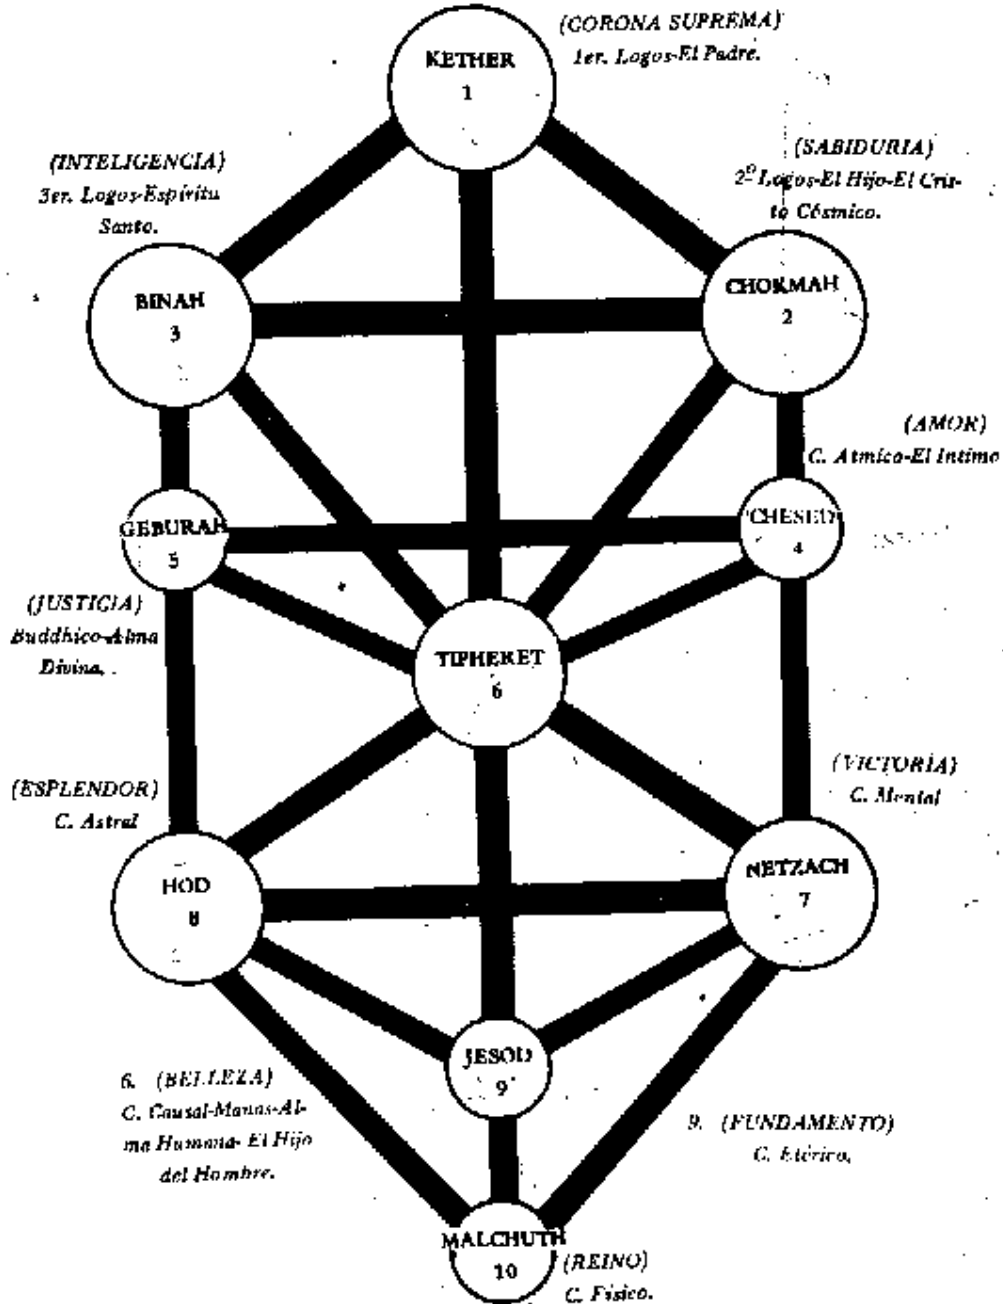 KETHER
1
(CORONA SUPREMA)
1er. Logos-El Padre.
(INTELIGENCIA)
3er. Logos-Espíritu
Santo.
(SABIDURIA)
2º Logos-El Hijo-El Cris-
to Cósmico.
BINAH
3
CHOKMAH
2
(AMOR)
C. Atmico-El Intimo
GEBURAH
5
CHESED
4
(JUSTICIA)
Buddhico-Alma
Divina.
TIPHERET
6
(ESPLENDOR)
C. Astral
(VICTORÍA)
C. Mental
HOD
8
NETZACH
7
JESOD
9
6. (BELLEZA)
C. Causal-Manas-Al-
ma Humana- El Hijo
del Hombre.
9. (FUNDAMENTO)
C. Etérico.
MALCHUTH
10
(REINO)
C. Físico.